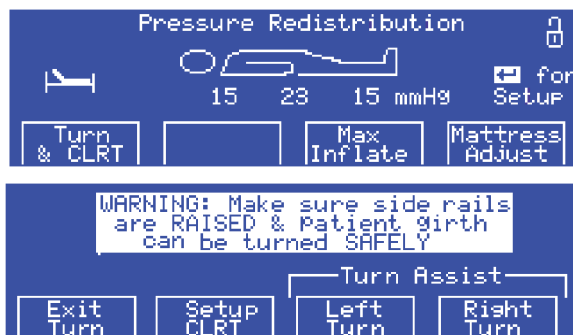 Pressure Redistribution
↵ for
15 23 15 mmHg Setup
Turn Max Mattress
& CLRT Inflate Adjust
WARNING: Make sure side rails
are RAISED & Patient girth
can be turned SAFELY
Turn Assist
Exit Setup Left Right
Turn CLRT Turn Turn